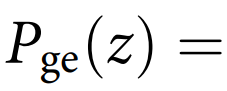 P_ge(z) =